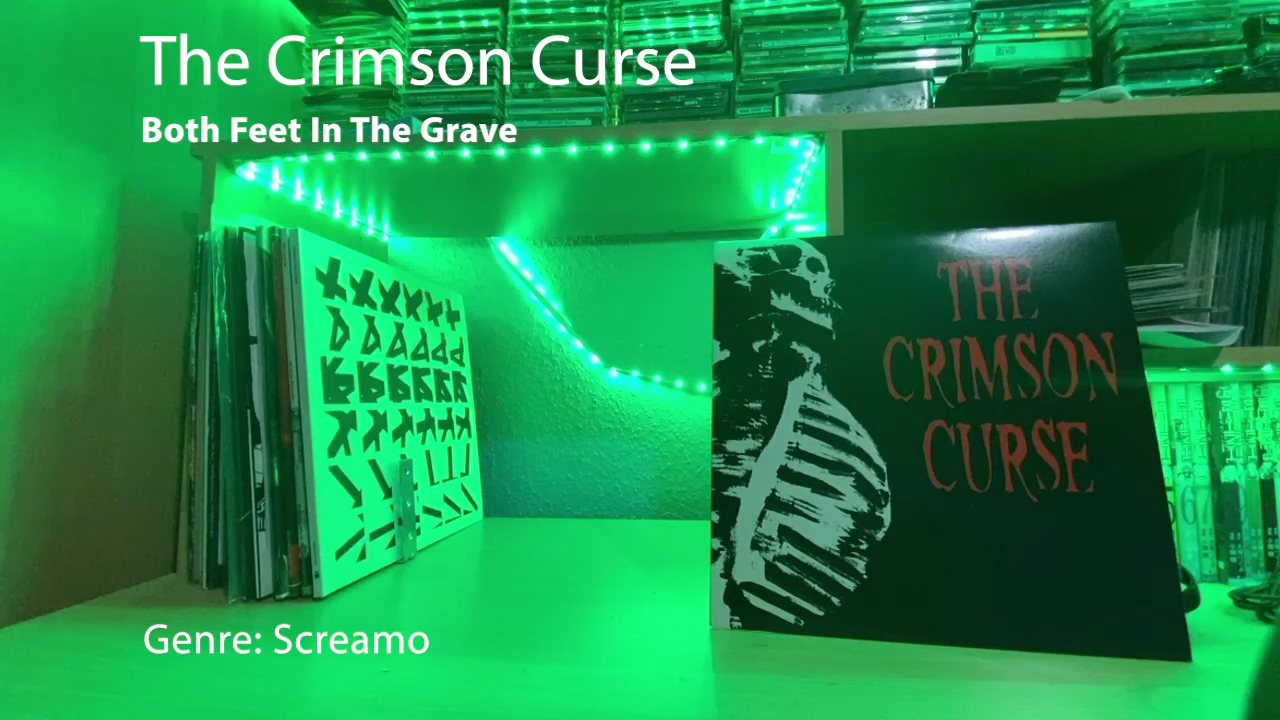 The Crimson Curse
Both Feet In The Grave
THE
CRIMSON
CURSE
Genre: Screamo